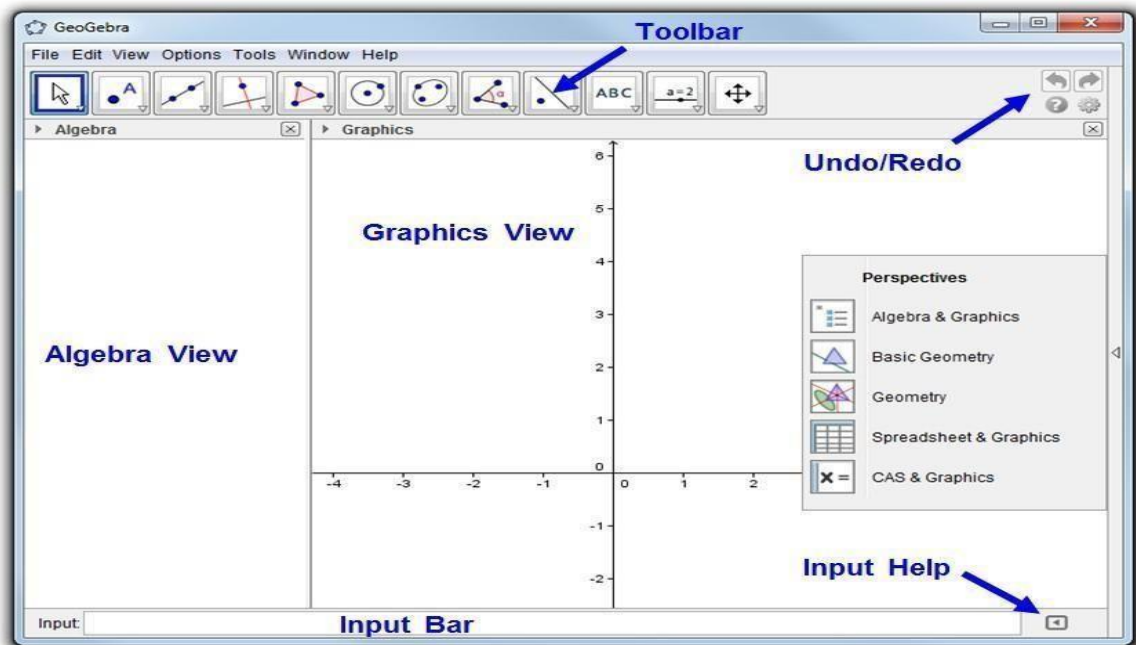 GeoGebra
Toolbar
File Edit View Options Tools Window Help
A
α
ABC
a=2
Algebra
Graphics
Undo/Redo
6
5
Graphics View
4
Perspectives
3
Algebra & Graphics
Algebra View
2
Basic Geometry
Geometry
1
Spreadsheet & Graphics
0
X =
CAS & Graphics
-4 -3 -2 -1 0 1 2
-1
Input Help
-2
Input:
Input Bar